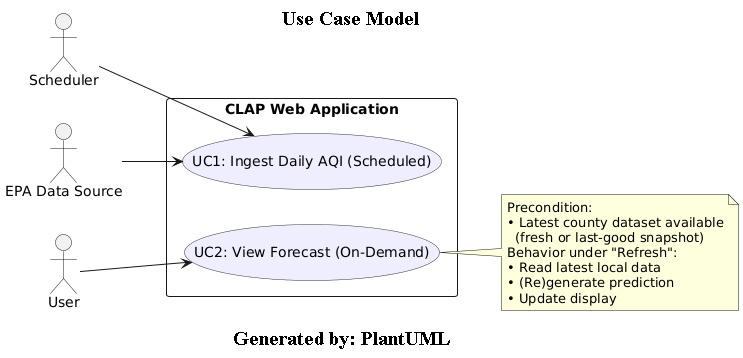 Use Case Model
Scheduler
CLAP Web Application
UC1: Ingest Daily AQI (Scheduled)
EPA Data Source
UC2: View Forecast (On-Demand)
User
Precondition:
• Latest county dataset available
(fresh or last-good snapshot)
Behavior under "Refresh":
• Read latest local data
• (Re)generate prediction
• Update display
Generated by: PlantUML